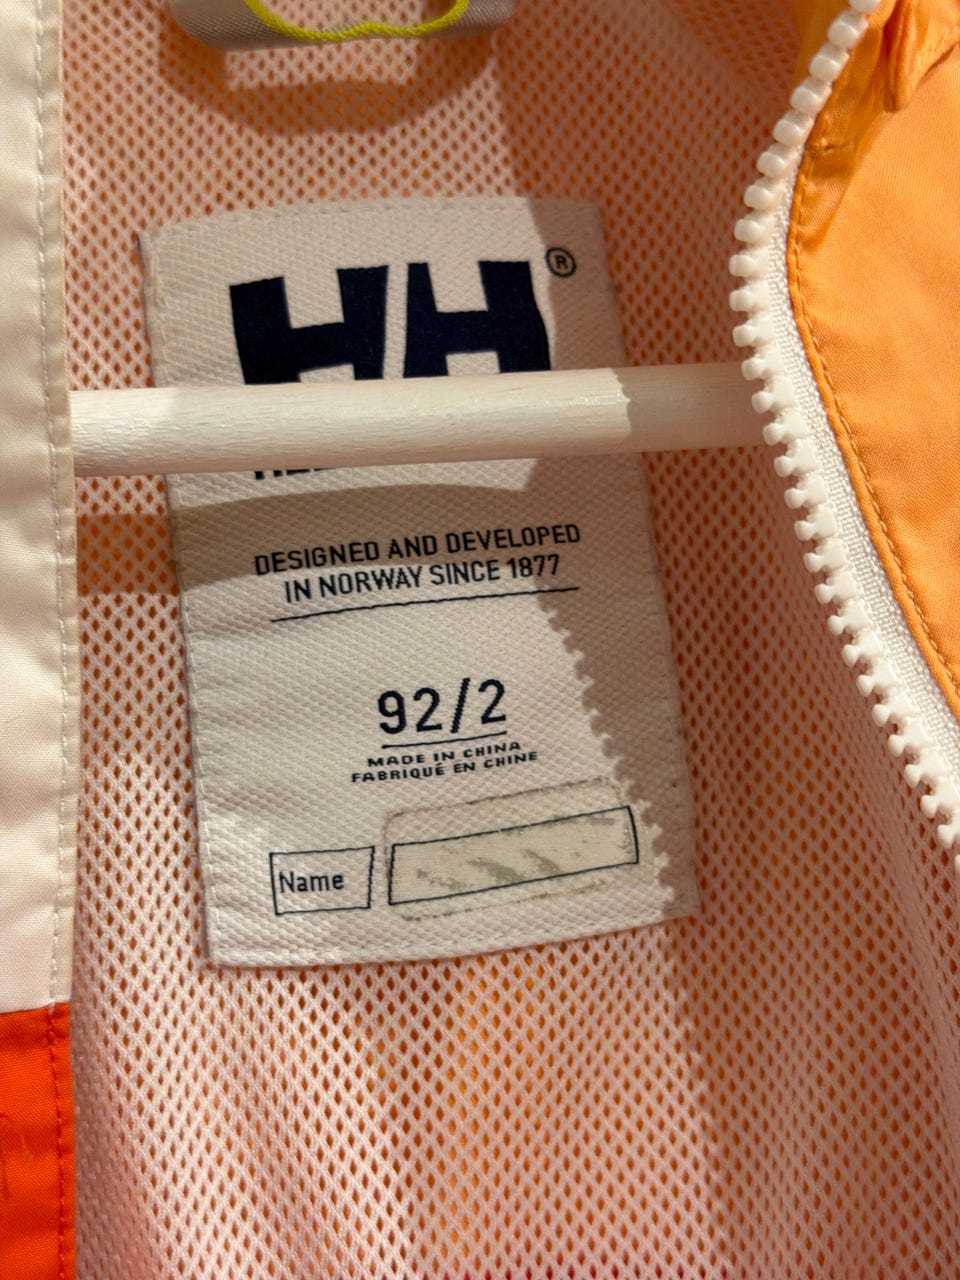 HH®
DESIGNED AND DEVELOPED
IN NORWAY SINCE 1877
92/2
MADE IN CHINA
FABRIQUÉ EN CHINE
Name